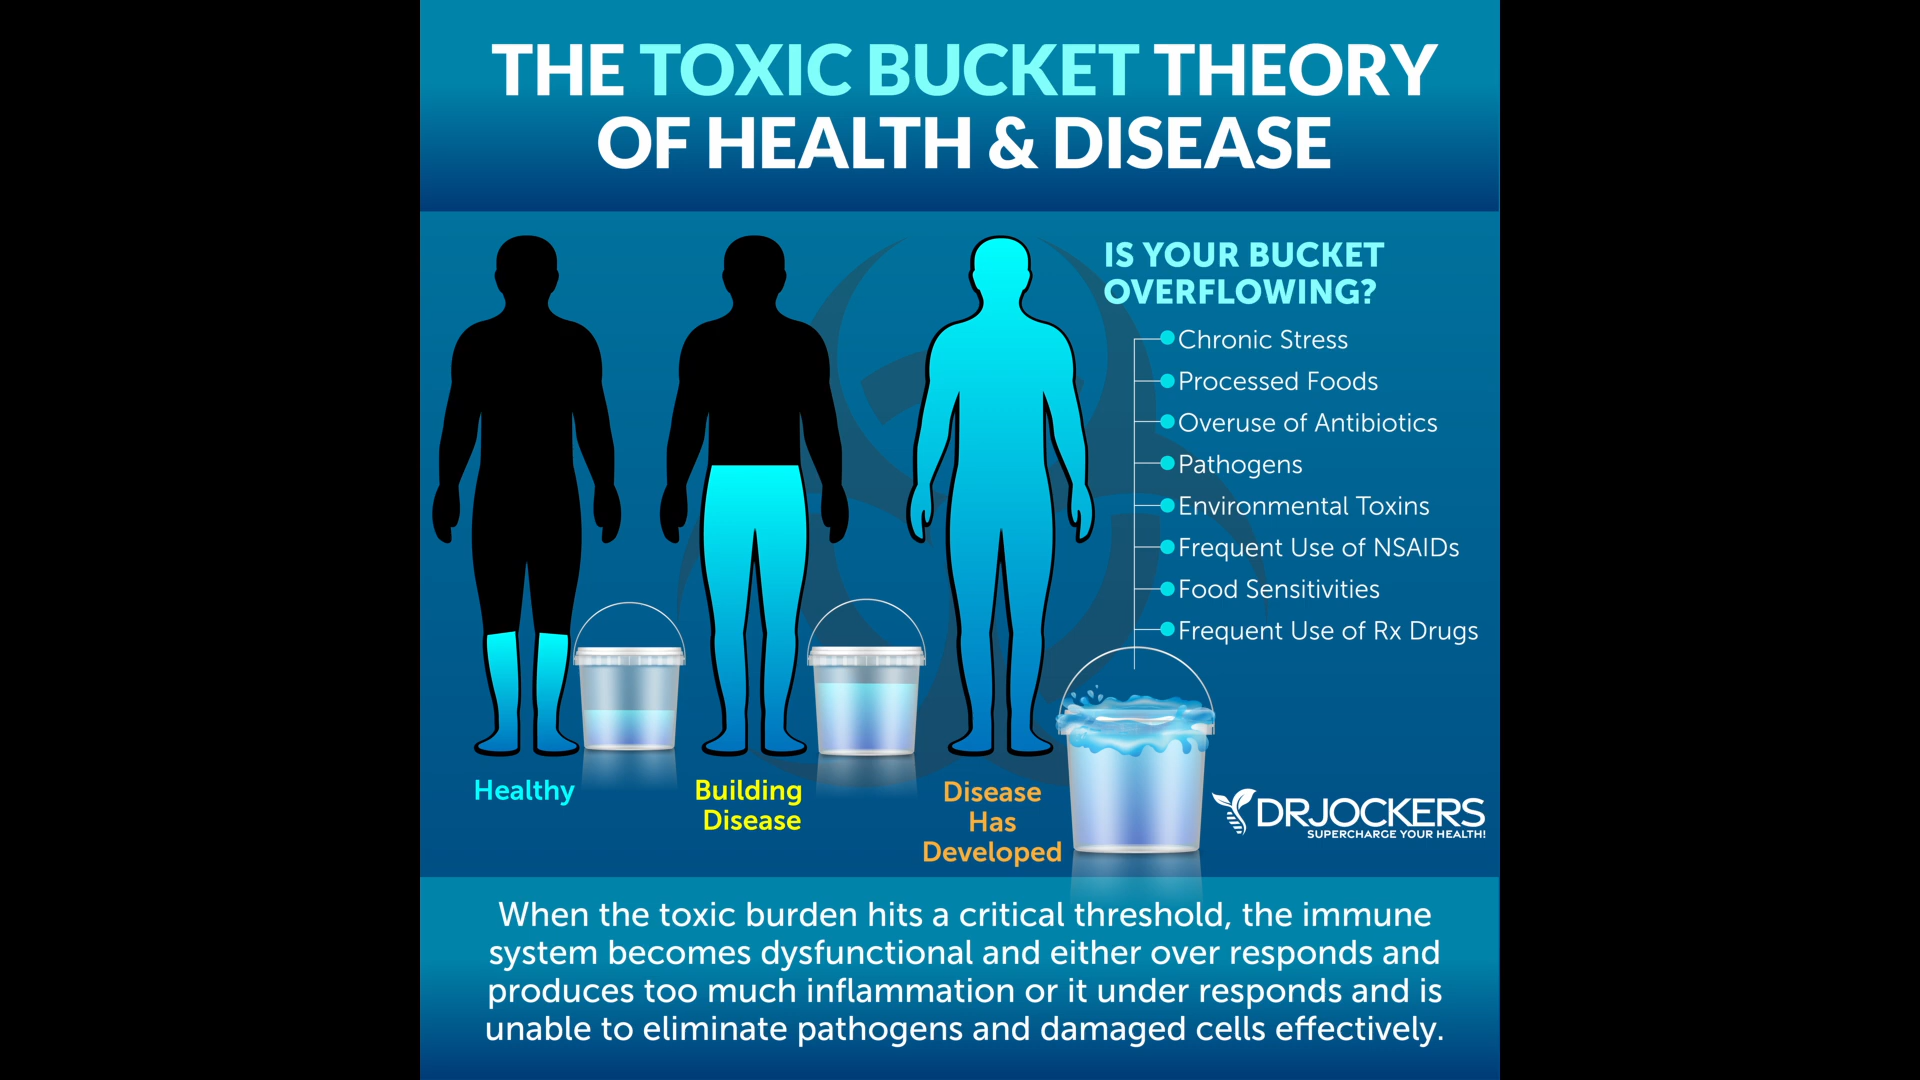 THE TOXIC BUCKET THEORY
OF HEALTH & DISEASE
IS YOUR BUCKET
OVERFLOWING?
Chronic Stress
Processed Foods
Overuse of Antibiotics
Pathogens
Environmental Toxins
Frequent Use of NSAIDs
Food Sensitivities
Frequent Use of Rx Drugs
Healthy
Building
Disease
Disease
Has
Developed
DRJOCKERS
SUPERCHARGE YOUR HEALTH!
When the toxic burden hits a critical threshold, the immune
system becomes dysfunctional and either over responds and
produces too much inflammation or it under responds and is
unable to eliminate pathogens and damaged cells effectively.